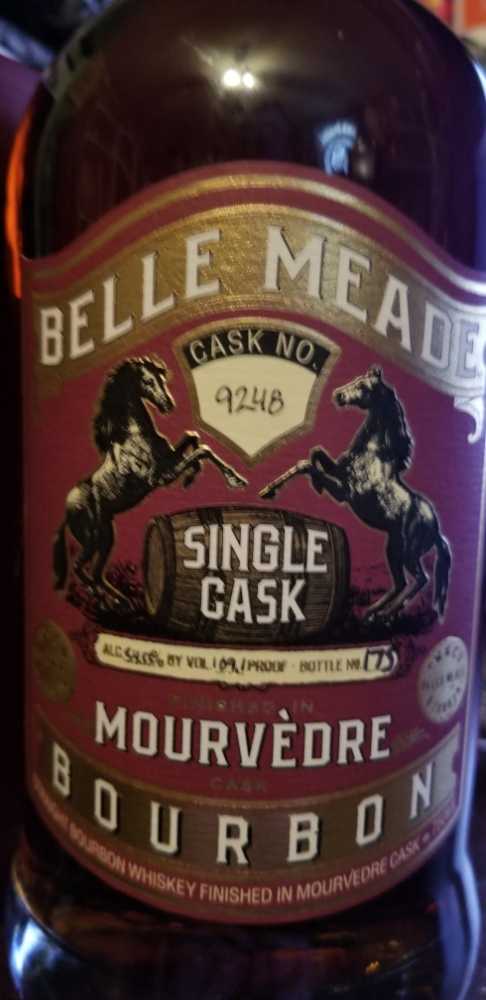 BELLE MEADE
CASK NO.
9248
SINGLE
CASK
ALC. 54.55% BY VOL. 109.1 PROOF · BOTTLE NO. 175
FINISHED IN
MOURVÈDRE
CASK
BOURBON
BOURBON WHISKEY FINISHED IN MOURVEDRE CASK